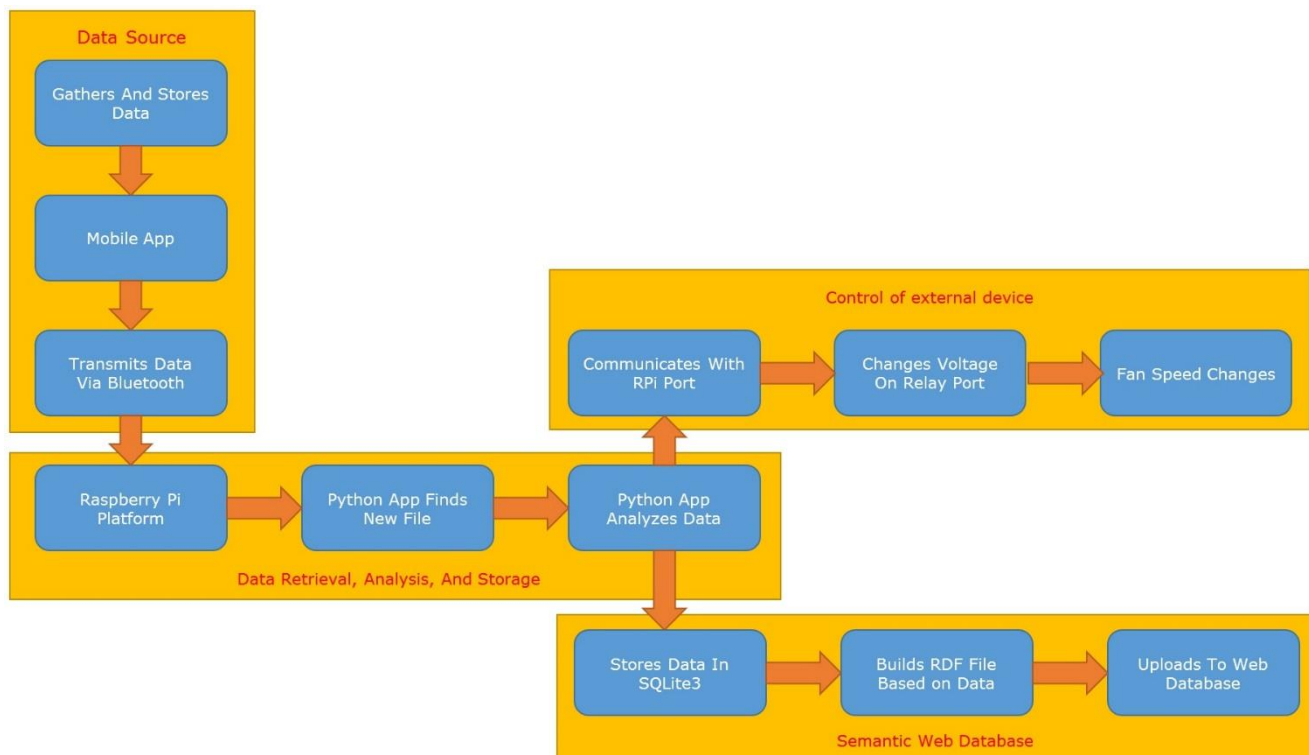 Data Source
Gathers And Stores
Data
Mobile App
Transmits Data
Via Bluetooth
Control of external device
Communicates With
RPi Port
Changes Voltage
On Relay Port
Fan Speed Changes
Raspberry Pi
Platform
Python App Finds
New File
Python App
Analyzes Data
Data Retrieval, Analysis, And Storage
Stores Data In
SQLite3
Builds RDF File
Based on Data
Uploads To Web
Database
Semantic Web Database